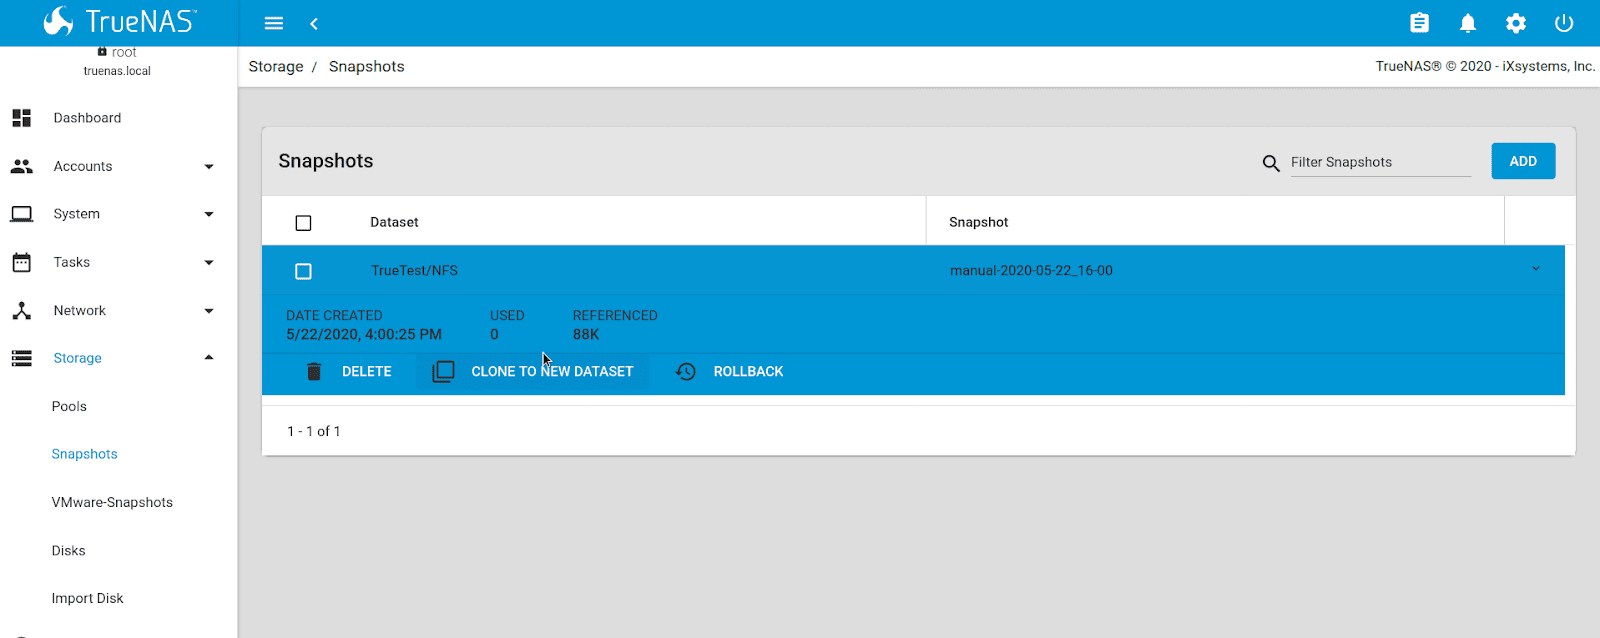 TrueNAS™
root
truenas.local
Storage / Snapshots
TrueNAS® © 2020 - iXsystems, Inc.
Dashboard
Accounts
System
Tasks
Network
Storage
Pools
Snapshots
VMware-Snapshots
Disks
Import Disk
Snapshots
Filter Snapshots
ADD
Dataset Snapshot
TrueTest/NFS manual-2020-05-22_16-00
DATE CREATED USED REFERENCED
5/22/2020, 4:00:25 PM 0 88K
DELETE CLONE TO NEW DATASET ROLLBACK
1 - 1 of 1